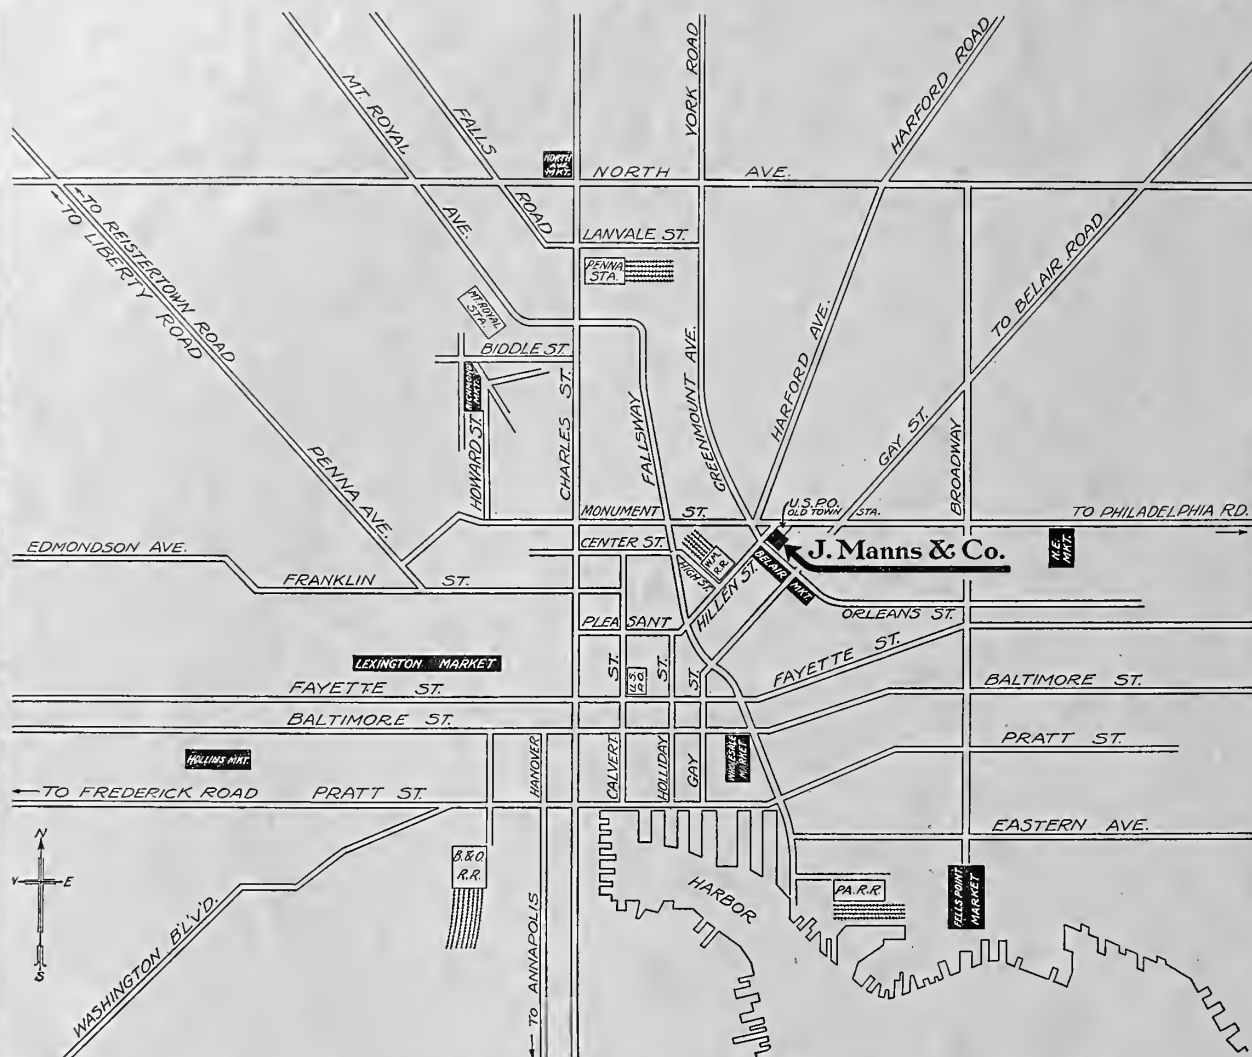 MT. ROYAL
AVE.
FALLS
ROAD
YORK ROAD
HARFORD ROAD
NORTH
AVE.
MKT.
NORTH AVE.
TO REISTERTOWN ROAD
TO LIBERTY
ROAD
LANVALE ST.
PENNA
STA.
MT. ROYAL
STA.
TO BELAIR ROAD
BIDDLE ST.
RICHMOND
MKT.
HOWARD ST.
CHARLES ST.
FALLSWAY
GREENMOUNT AVE.
HARFORD AVE.
GAY ST.
BROADWAY
PENNA AVE.
MONUMENT ST.
U.S.P.O.
OLD TOWN STA.
TO PHILADELPHIA RD.
EDMONDSON AVE.
CENTER ST.
W.M.
R.R.
HIGH ST.
HILLEN ST.
BELAIR MKT.
J. Manns & Co.
N.E.
MKT.
FRANKLIN ST.
ORLEANS ST.
PLEASANT
ST.
ST.
ST.
LEXINGTON MARKET
U.S.
P.O.
FAYETTE ST.
FAYETTE ST.
BALTIMORE ST.
BALTIMORE ST.
HOLLINS MKT.
HANOVER
CALVERT
HOLLIDAY
GAY
WHOLESALE
MARKET
PRATT ST.
TO FREDERICK ROAD
PRATT ST.
EASTERN AVE.
N
E
S
B. & O.
R.R.
HARBOR
PA. R.R
FELLS POINT
MARKET
WASHINGTON B'L'V'D.
TO ANNAPOLIS